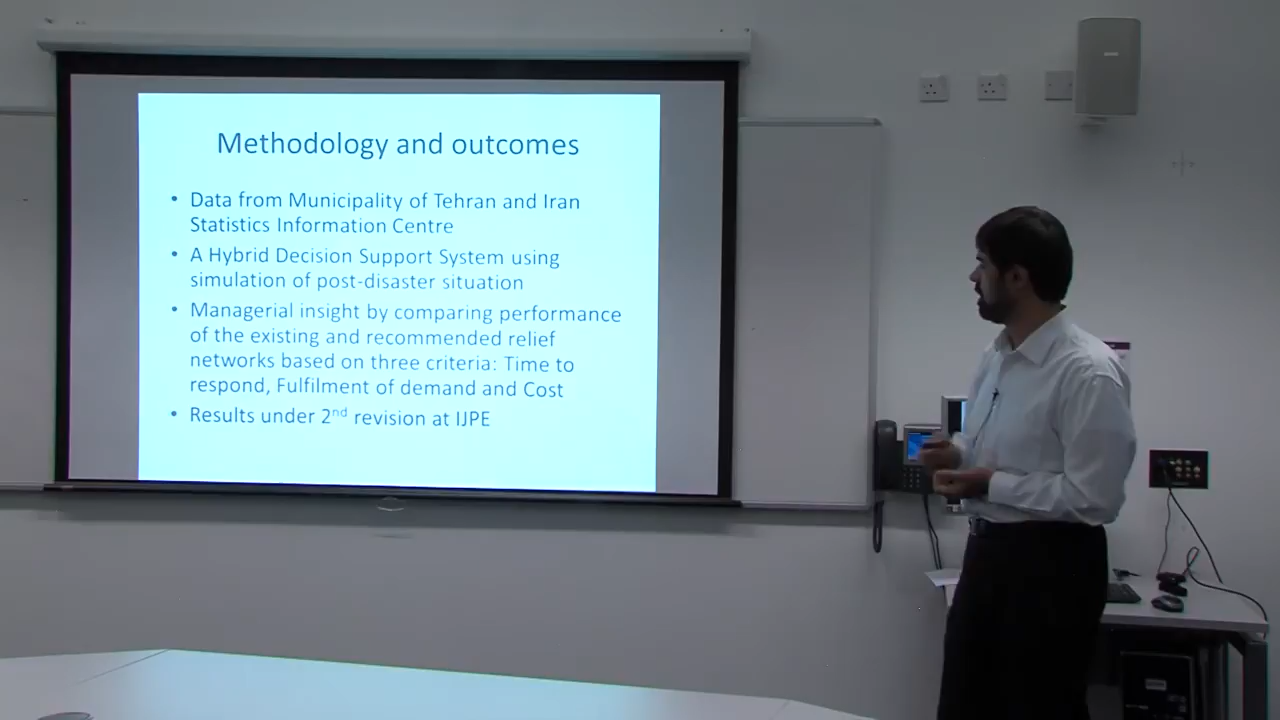 Methodology and outcomes
• Data from Municipality of Tehran and Iran
Statistics Information Centre
• A Hybrid Decision Support System using
simulation of post-disaster situation
• Managerial insight by comparing performance
of the existing and recommended relief
networks based on three criteria: Time to
respond, Fulfilment of demand and Cost
• Results under 2nd revision at IJPE